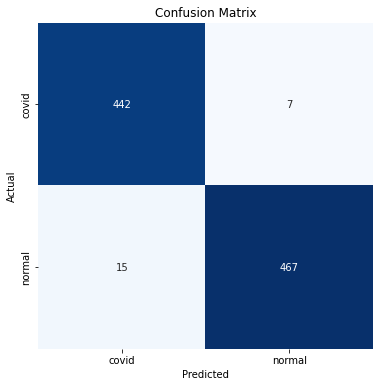 Confusion Matrix
covid
442
7
Actual
normal
15
467
covid
normal
Predicted